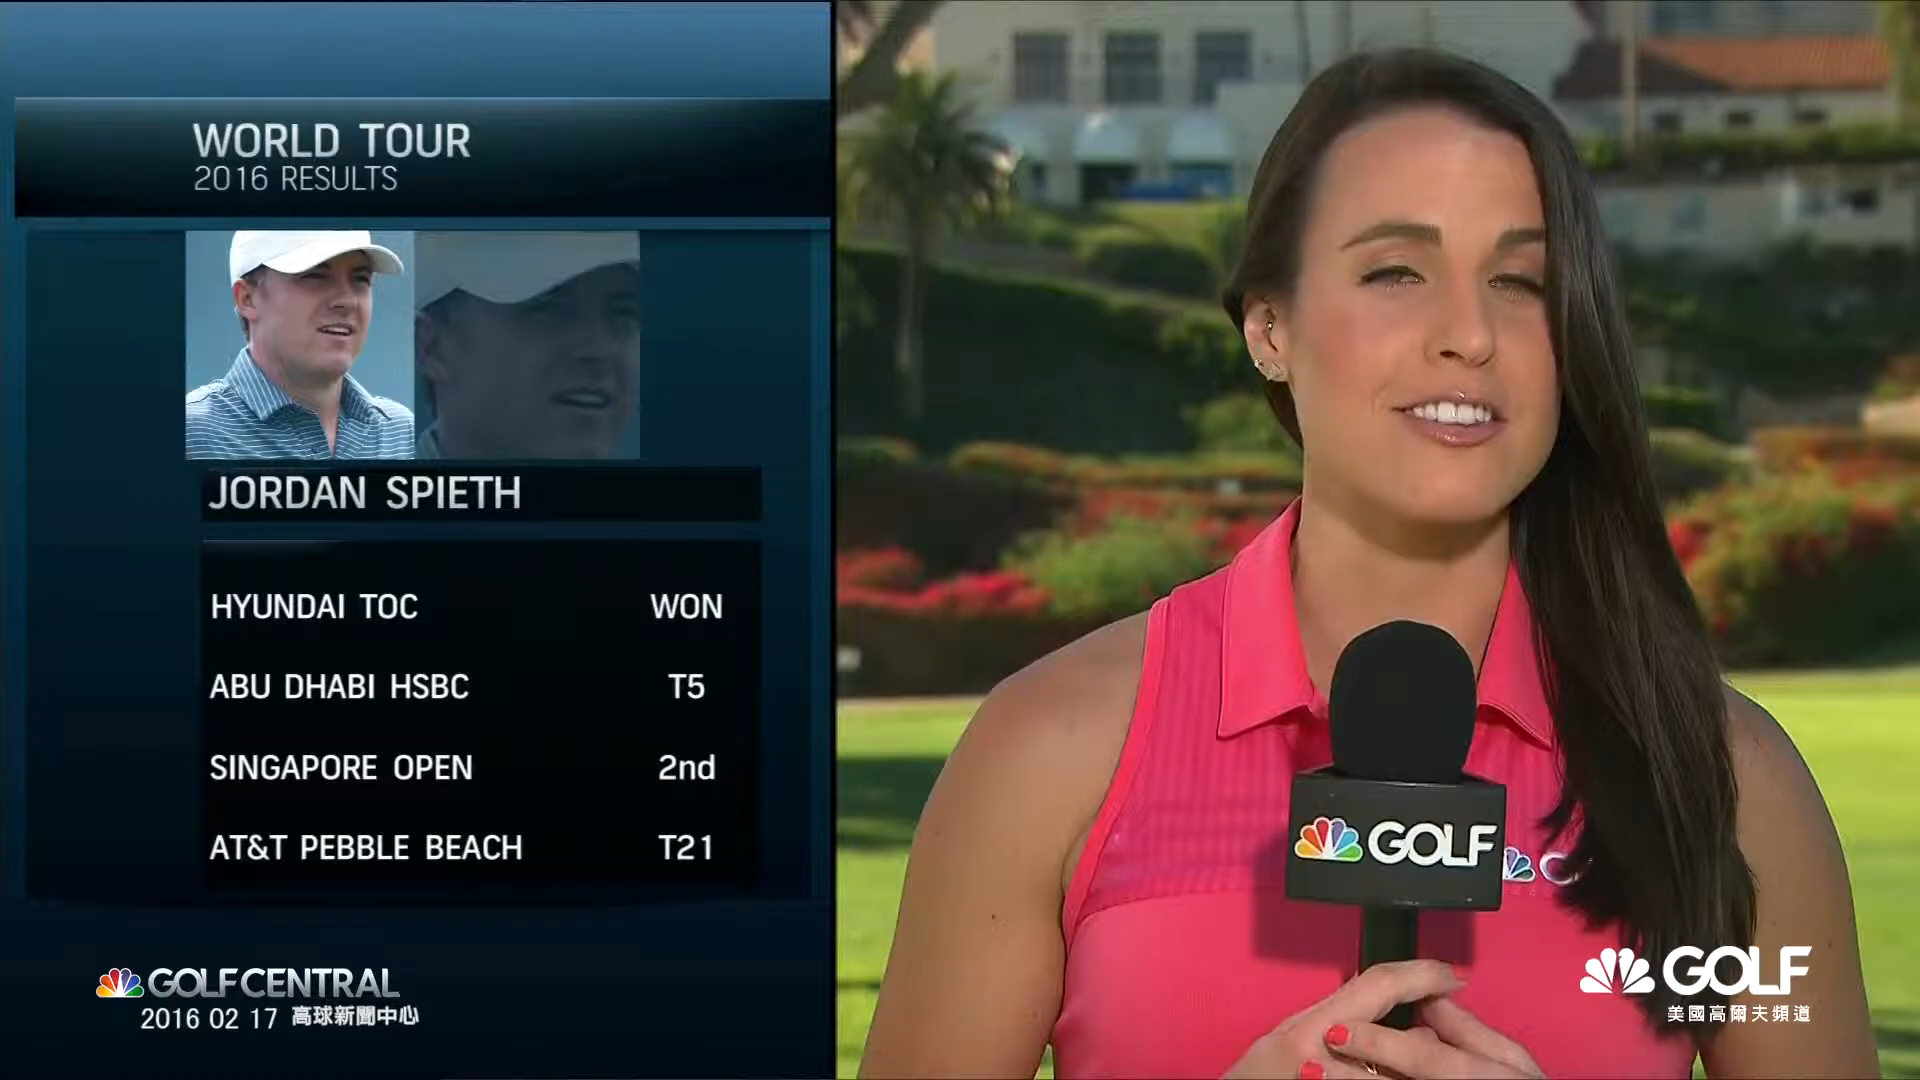 WORLD TOUR
2016 RESULTS
JORDAN SPIETH
HYUNDAI TOC WON
ABU DHABI HSBC T5
SINGAPORE OPEN 2nd
AT&T PEBBLE BEACH T21
GOLF CENTRAL
2016 02 17 高球新聞中心
GOLF
GOLF
美國高爾夫頻道